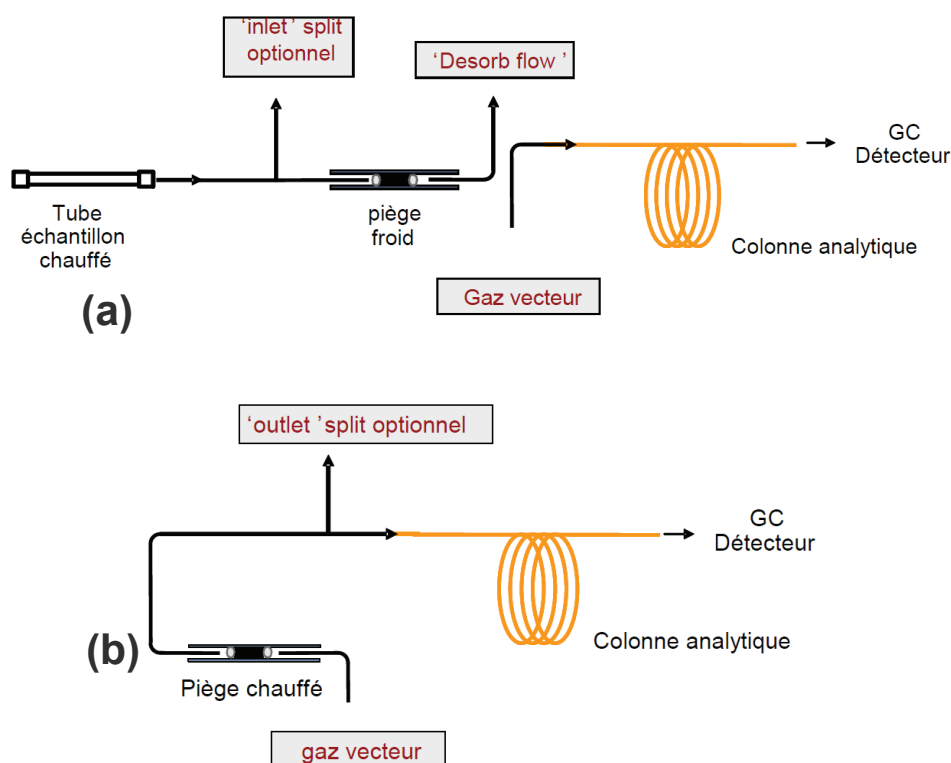 ‘inlet’ split
optionnel
‘Desorb flow ’
GC
Détecteur
Tube
échantillon
chauffé
piège
froid
Colonne analytique
Gaz vecteur
(a)
‘outlet ’split optionnel
GC
Détecteur
Colonne analytique
(b)
Piège chauffé
gaz vecteur